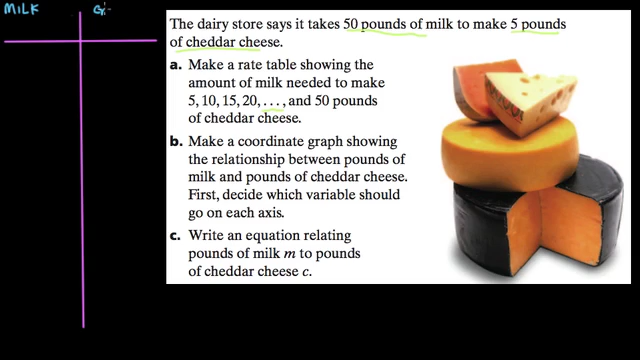 MILK
The dairy store says it takes 50 pounds of milk to make 5 pounds
of cheddar cheese.
a. Make a rate table showing the
amount of milk needed to make
5, 10, 15, 20, . . . , and 50 pounds
of cheddar cheese.
b. Make a coordinate graph showing
the relationship between pounds of
milk and pounds of cheddar cheese.
First, decide which variable should
go on each axis.
c. Write an equation relating
pounds of milk m to pounds
of cheddar cheese c.